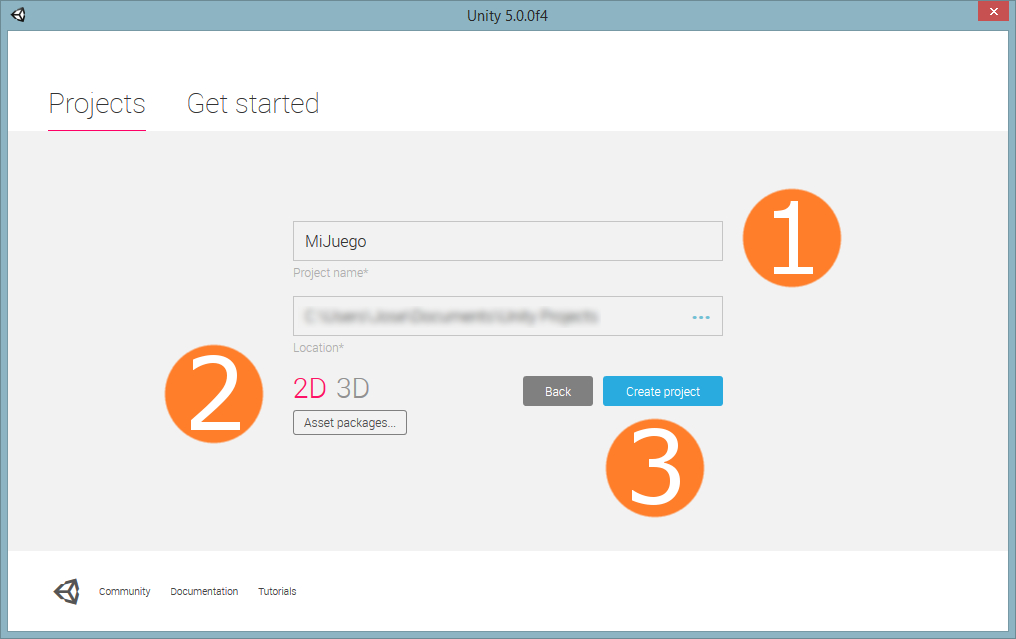 Unity 5.0.0f4
Projects Get started
1
MiJuego
Project name*
Location*
2
2D 3D
Back
Create project
Asset packages...
3
Community Documentation Tutorials